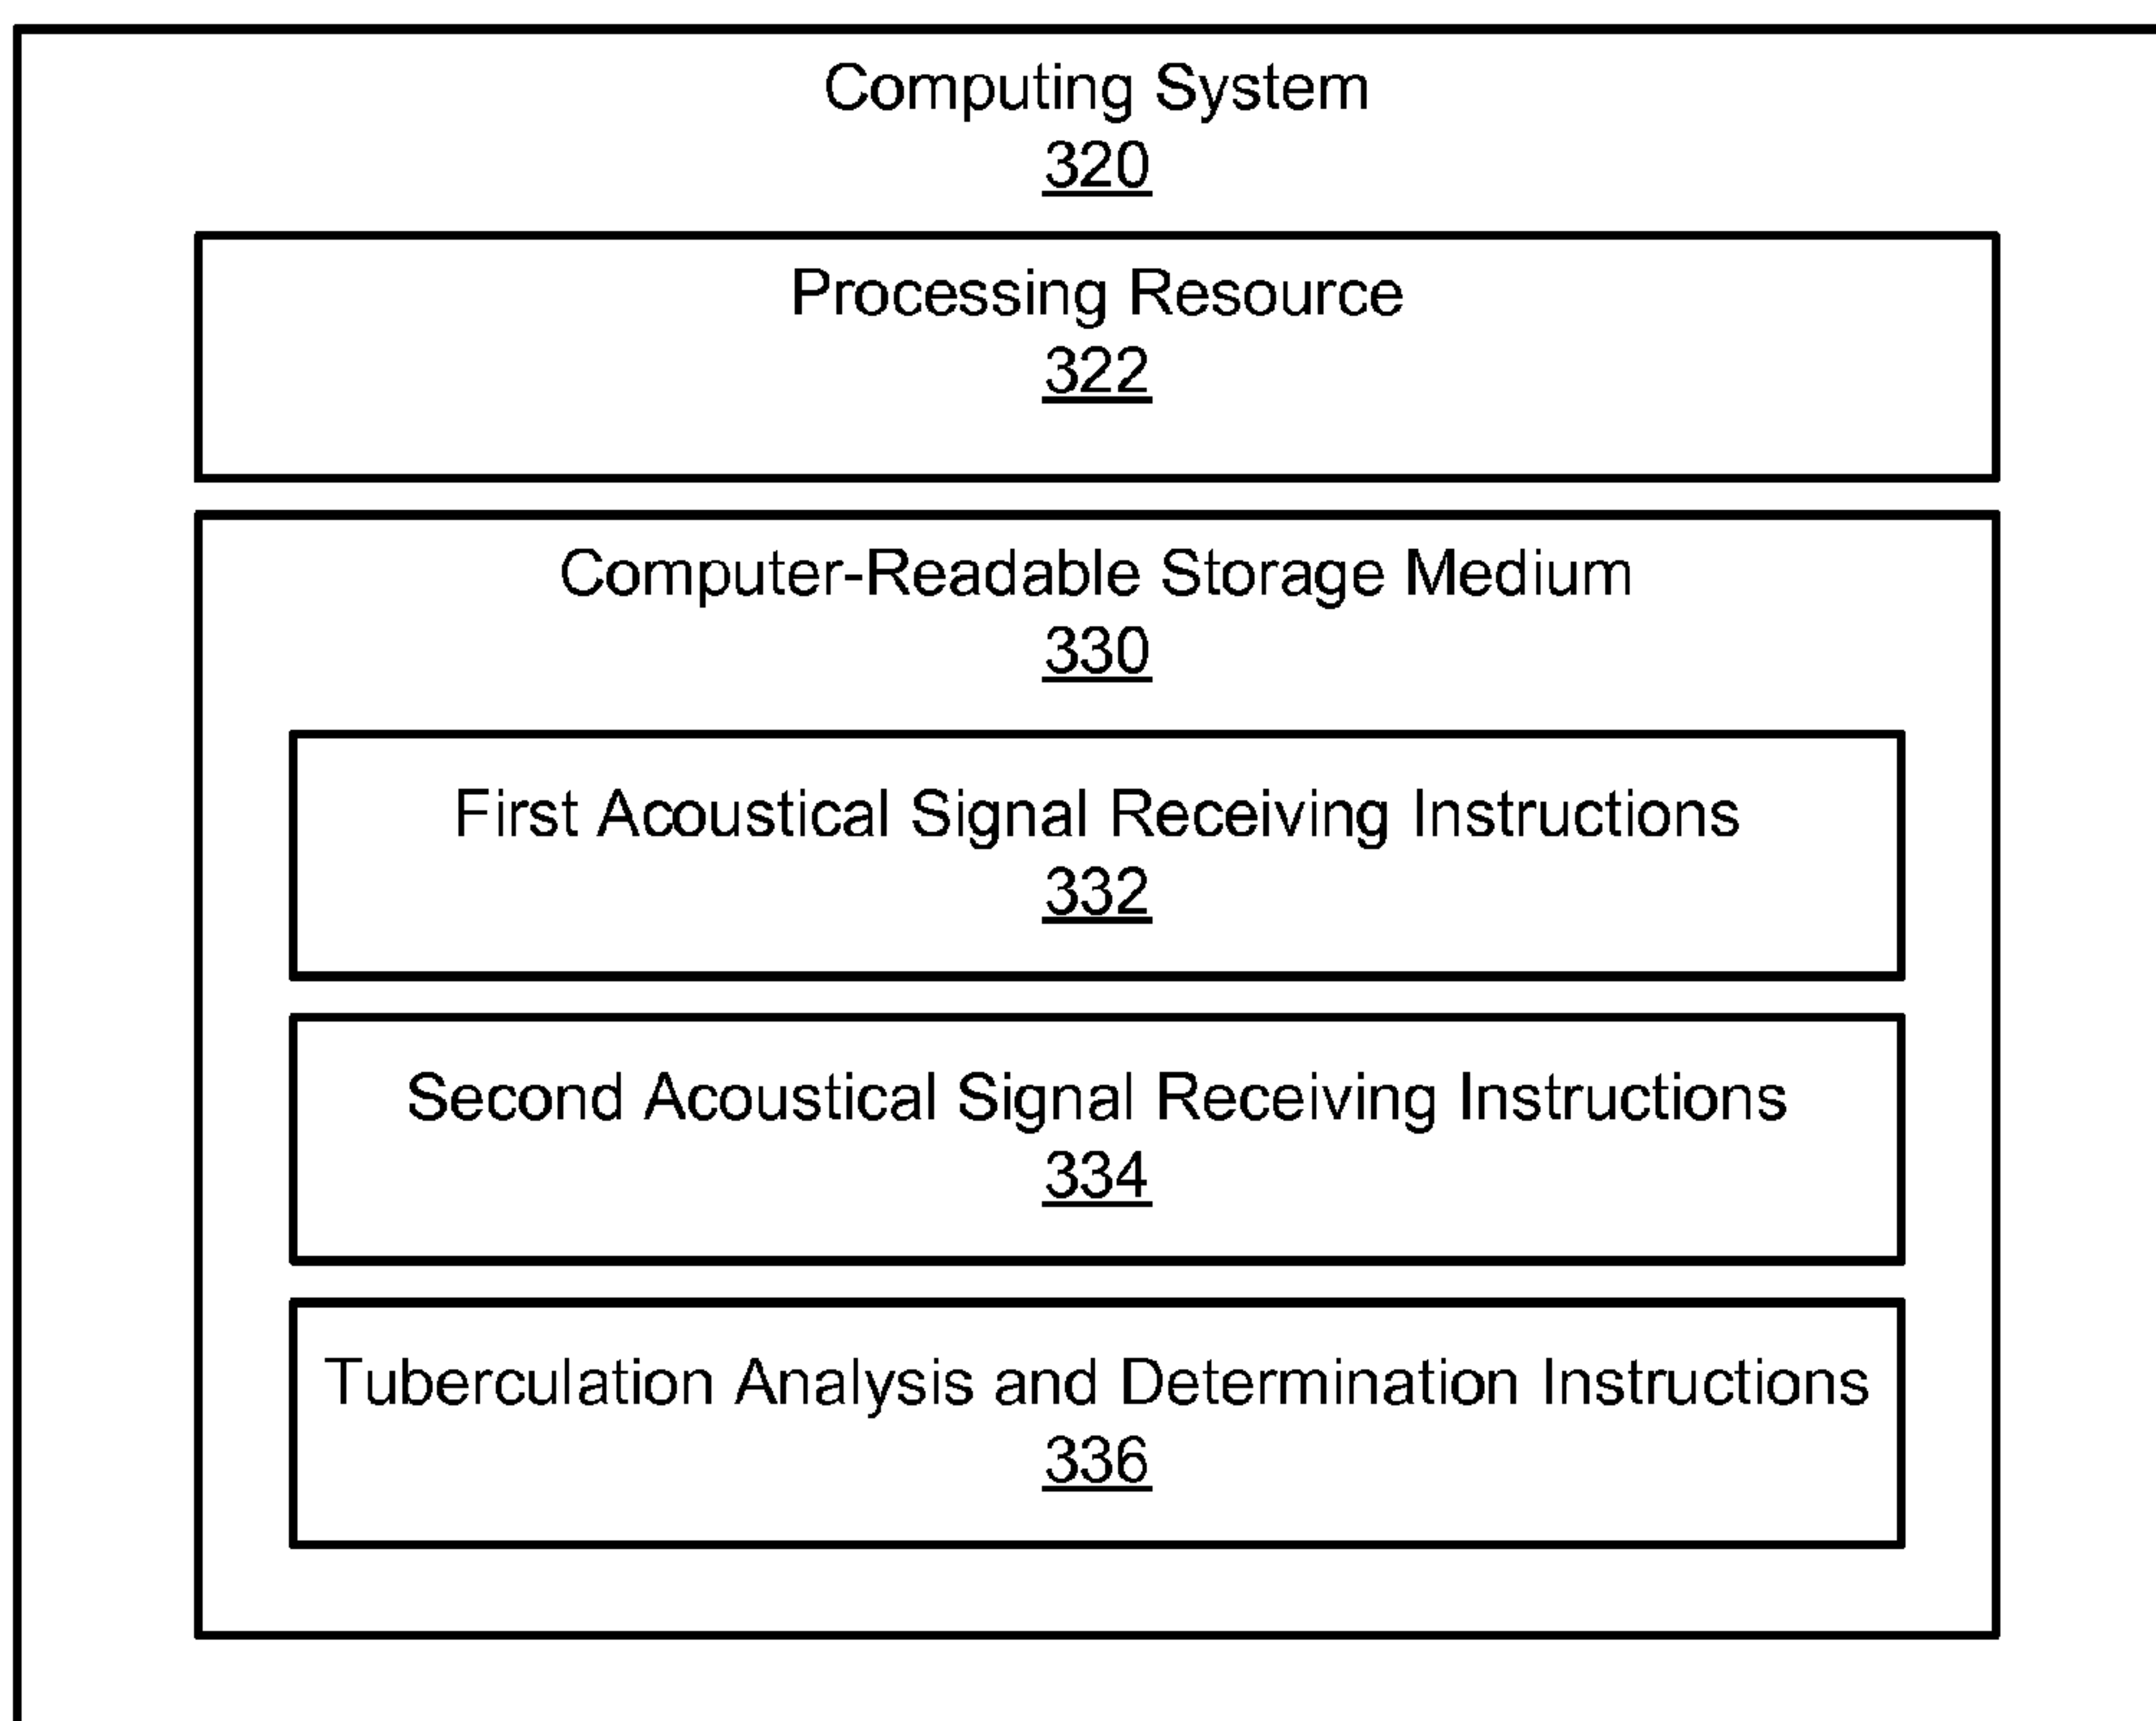 Computing System
320
Processing Resource
322
Computer-Readable Storage Medium
330
First Acoustical Signal Receiving Instructions
332
Second Acoustical Signal Receiving Instructions
334
Tuberculation Analysis and Determination Instructions
336